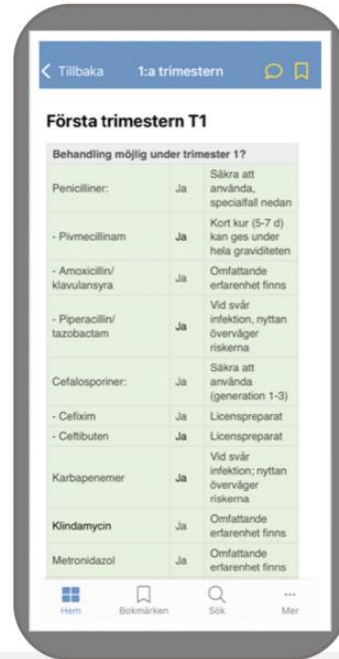 Tillbaka 1:a trimestern
Första trimestern T1
Behandling möjlig under trimester 1?
Penicilliner: Ja Säkra att
använda,
specialfall nedan
- Pivmecillinam Ja Kort kur (5-7 d)
kan ges under
hela graviditeten
- Amoxicillin/
klavulansyra Ja Omfattande
erfarenhet finns
- Piperacillin/
tazobactam Ja Vid svår
infektion, nyttan
överväger
riskerna
Cefalosporiner: Ja Säkra att
använda
(generation 1-3)
- Cefixim Ja Licenspreparat
- Ceftibuten Ja Licenspreparat
Karbapenemer Ja Vid svår
infektion; nyttan
överväger
riskerna
Klindamycin Ja Omfattande
erfarenhet finns
Metronidazol Ja Omfattande
erfarenhet finns
Hem Bokmärken Sök Mer